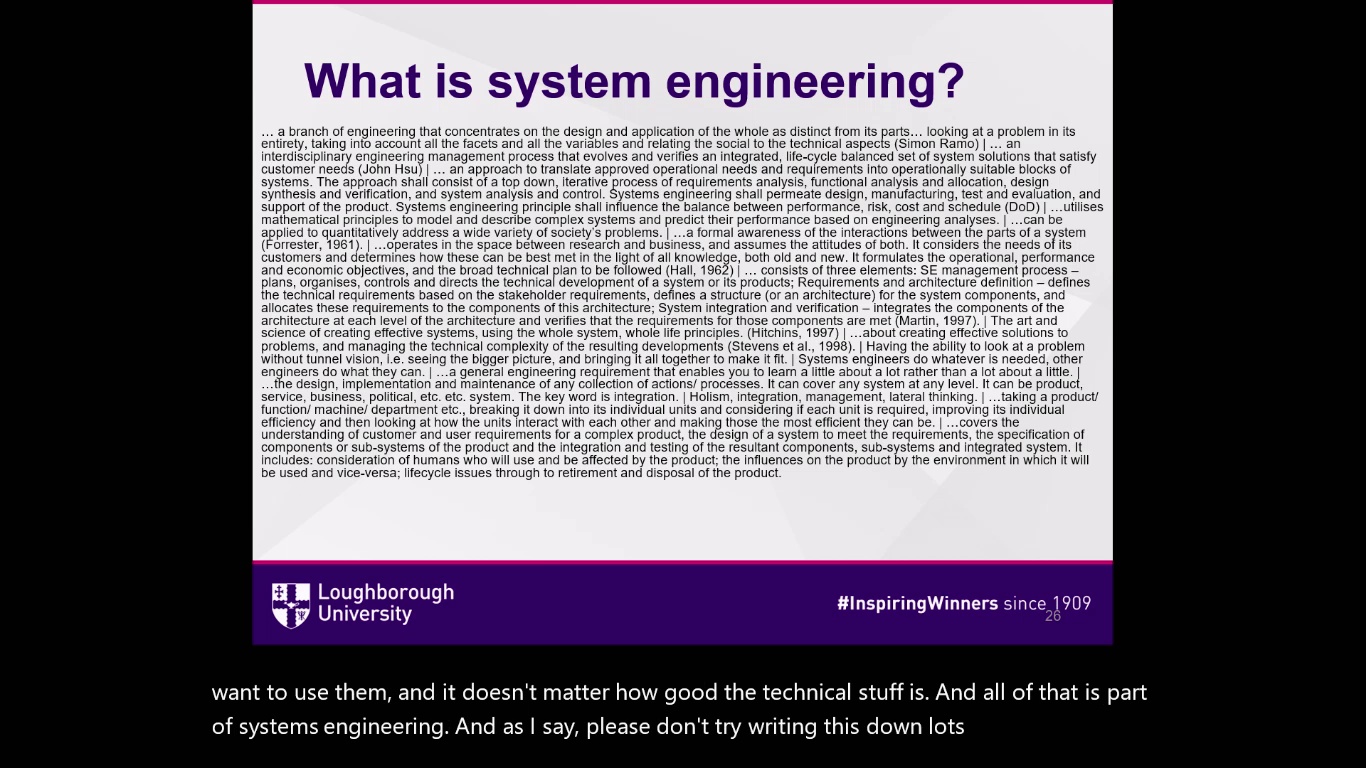 What is system engineering?
… a branch of engineering that concentrates on the design and application of the whole as distinct from its parts… looking at a problem in its
entirety, taking into account all the facets and all the variables and relating the social to the technical aspects (Simon Ramo) | … an
interdisciplinary engineering management process that evolves and verifies an integrated, life-cycle balanced set of system solutions that satisfy
customer needs (John Hsu) | … an approach to translate approved operational needs and requirements into operationally suitable blocks of
systems. The approach shall consist of a top down, iterative process of requirements analysis, functional analysis and allocation, design
synthesis and verification, and system analysis and control. Systems engineering shall permeate design, manufacturing, test and evaluation, and
support of the product. Systems engineering principle shall influence the balance between performance, risk, cost and schedule (DoD) | …utilises
mathematical principles to model and describe complex systems and predict their performance based on engineering analyses. | …can be
applied to quantitatively address a wide variety of society's problems. | …a formal awareness of the interactions between the parts of a system
(Forrester, 1961). | …operates in the space between research and business, and assumes the attitudes of both. It considers the needs of its
customers and determines how these can be best met in the light of all knowledge, both old and new. It formulates the operational, performance
and economic objectives, and the broad technical plan to be followed (Hall, 1962) | … consists of three elements: SE management process –
plans, organises, controls and directs the technical development of a system or its products; Requirements and architecture definition – defines
the technical requirements based on the stakeholder requirements, defines a structure (or an architecture) for the system components, and
allocates these requirements to the components of this architecture; System integration and verification – integrates the components of the
architecture at each level of the architecture and verifies that the requirements for those components are met (Martin, 1997). | The art and
science of creating effective systems, using the whole system, whole life principles. (Hitchins, 1997) | …about creating effective solutions to
problems, and managing the technical complexity of the resulting developments (Stevens et al., 1998). | Having the ability to look at a problem
without tunnel vision, i.e. seeing the bigger picture, and bringing it all together to make it fit. | Systems engineers do whatever is needed, other
engineers do what they can. | …a general engineering requirement that enables you to learn a little about a lot rather than a lot about a little. |
…the design, implementation and maintenance of any collection of actions/ processes. It can cover any system at any level. It can be product,
service, business, political, etc. etc. system. The key word is integration. | Holism, integration, management, lateral thinking. | …taking a product/
function/ machine/ department etc., breaking it down into its individual units and considering if each unit is required, improving its individual
efficiency and then looking at how the units interact with each other and making those the most efficient they can be. | …covers the
understanding of customer and user requirements for a complex product, the design of a system to meet the requirements, the specification of
components or sub-systems of the product and the integration and testing of the resultant components, sub-systems and integrated system. It
includes: consideration of humans who will use and be affected by the product; the influences on the product by the environment in which it will
be used and vice-versa; lifecycle issues through to retirement and disposal of the product.
Loughborough
University
#InspiringWinners since 1909
26
want to use them, and it doesn't matter how good the technical stuff is. And all of that is part
of systems engineering. And as I say, please don't try writing this down lots